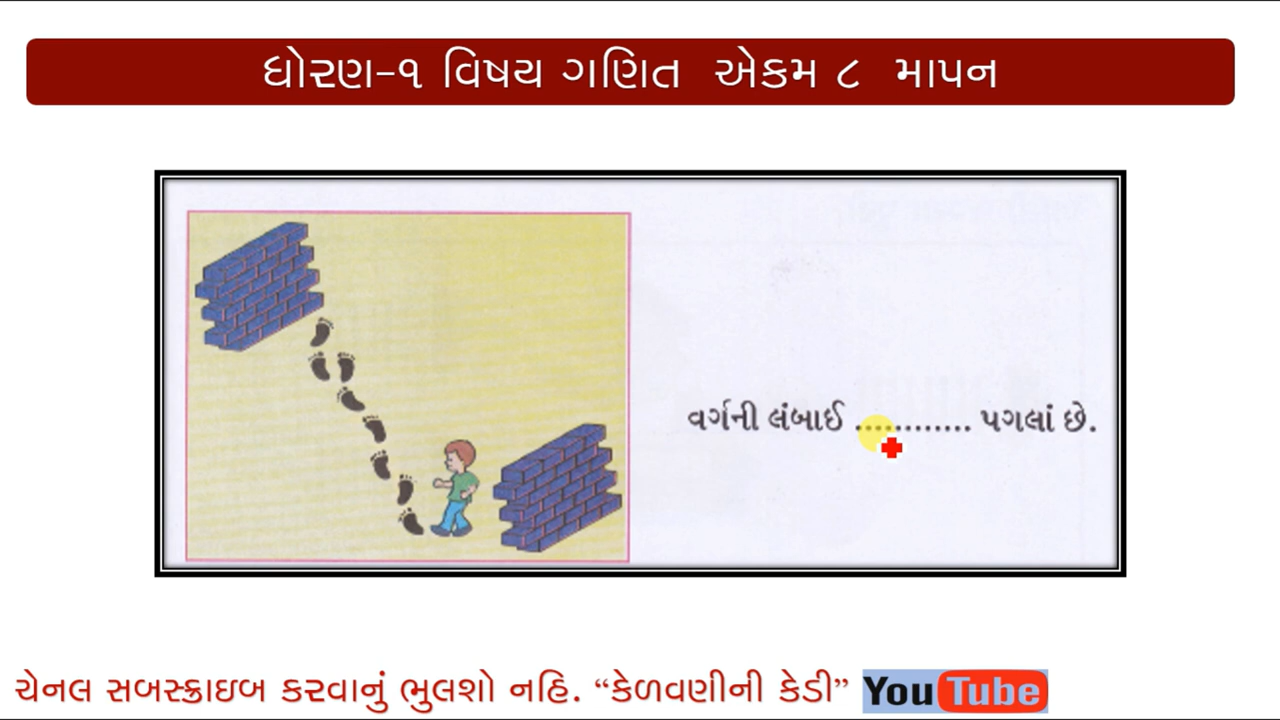 ધોરણ-૧ વિષય ગણિત એકમ ૮ માપન
વર્ગની લંબાઈ ............ પગલાં છે.
ચેનલ સબસ્ક્રાઇબ કરવાનું ભુલશો નહિ. “કેળવણીની કેડી” YouTube